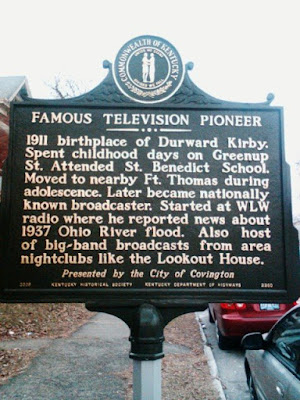 COMMONWEALTH OF KENTUCKY
FAMOUS TELEVISION PIONEER
1911 birthplace of Durward Kirby.
Spent childhood days on Greenup
St. Attended St. Benedict School.
Moved to nearby Ft. Thomas during
adolescence. Later became nationally
known broadcaster. Started at WLW
radio where he reported news about
1937 Ohio River flood. Also host
of big-band broadcasts from area
nightclubs like the Lookout House.
Presented by the City of Covington
KENTUCKY HISTORICAL SOCIETY KENTUCKY DEPARTMENT OF HIGHWAYS